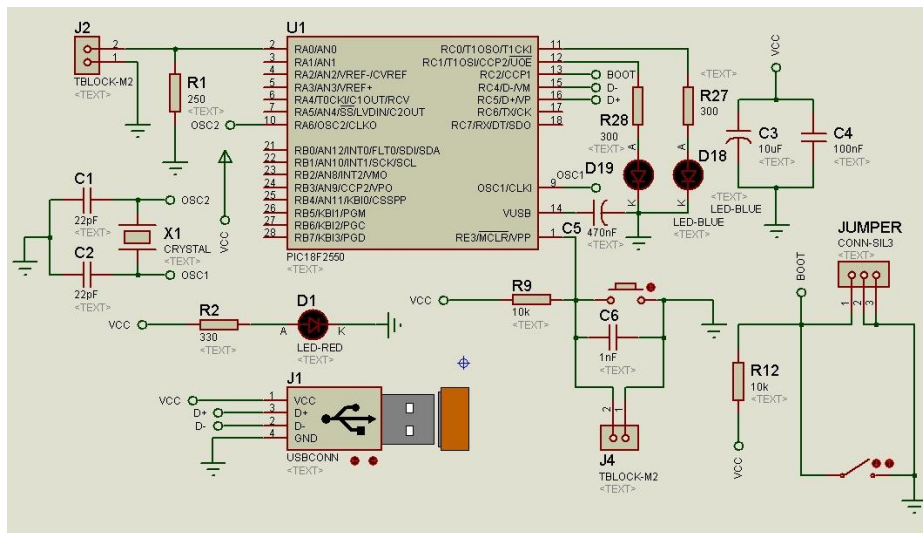 J2
2
1
TBLOCK-M2
<TEXT>
R1
250
<TEXT>
OSC2
U1
2 RA0/AN0
3 RA1/AN1
4 RA2/AN2/VREF-/CVREF
5 RA3/AN3/VREF+
6 RA4/T0CKI/C1OUT/RCV
7 RA5/AN4/SS/LVDIN/C2OUT
10 RA6/OSC2/CLKO
21 RB0/AN12/INT0/FLT0/SDI/SDA
22 RB1/AN10/INT1/SCK/SCL
23 RB2/AN8/INT2/VMO
24 RB3/AN9/CCP2/VPO
25 RB4/AN11/KBI0/CSSPP
26 RB5/KBI1/PGM
27 RB6/KBI2/PGC
28 RB7/KBI3/PGD
RC0/T1OSO/T1CKI 11
RC1/T1OSI/CCP2/UOE 12
RC2/CCP1 13 BOOT
RC4/D-/VM 15 D-
RC5/D+/VP 16 D+
RC6/TX/CK 17
RC7/RX/DT/SDO 18
OSC1/CLKI 9 OSC1
VUSB 14
RE3/MCLR/VPP 1
PIC18F2550
<TEXT>
<TEXT>
R27
300
R28
300
<TEXT>
D19
A
K
LED-BLUE
<TEXT>
D18
A
K
LED-BLUE
<TEXT>
C5
470nF
<TEXT>
VCC
C3
10uF
<TEXT>
C4
100nF
<TEXT>
C1
22pF
<TEXT>
OSC2
X1
CRYSTAL
<TEXT>
C2
22pF
<TEXT>
OSC1
VCC
VCC
R2
330
<TEXT>
D1
A
K
LED-RED
<TEXT>
VCC
R9
10k
<TEXT>
C6
1nF
<TEXT>
2
1
J4
TBLOCK-M2
<TEXT>
JUMPER
CONN-SIL3
<TEXT>
1
2
3
BOOT
R12
10k
<TEXT>
VCC
J1
VCC 1 VCC
D+ 3 D+
D- 2 D-
4 GND
USBCONN
<TEXT>